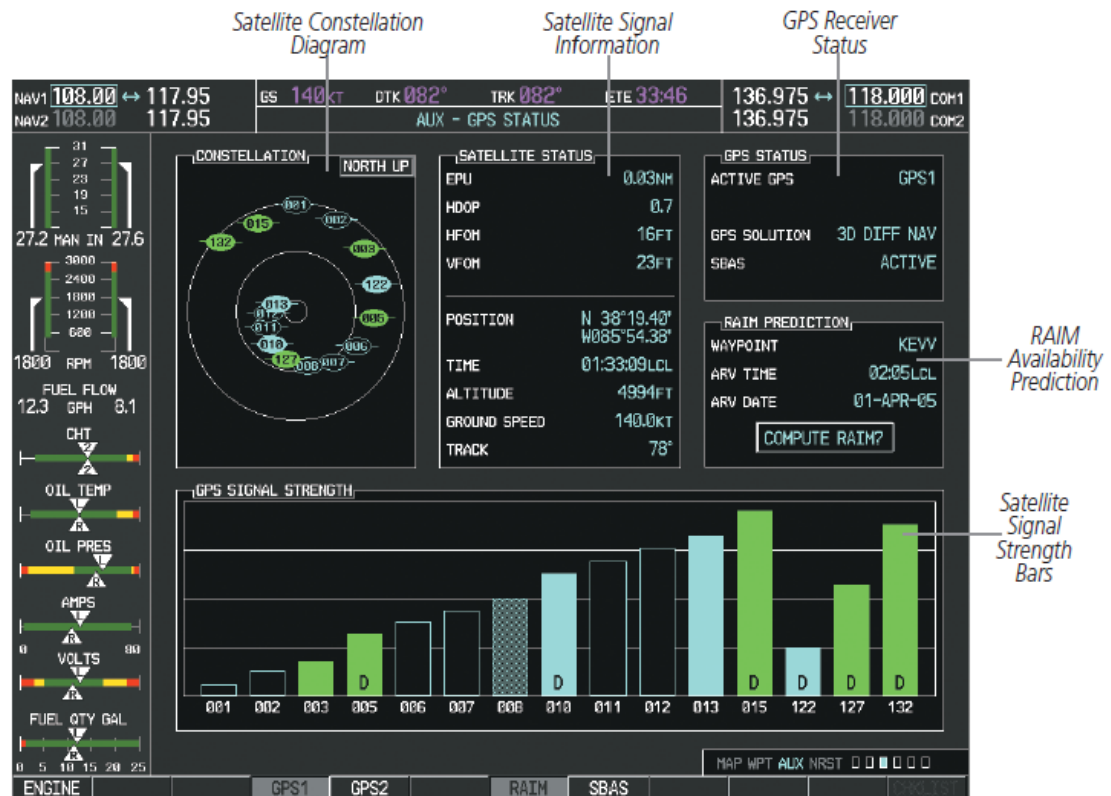 Satellite Constellation
Diagram
Satellite Signal
Information
GPS Receiver
Status
NAV1 108.00 ↔ 117.95
NAV2 108.00 117.95
GS 140KT DTK 082° TRK 082° ETE 33:46
AUX - GPS STATUS
136.975 ↔ 118.000 COM1
136.975 118.000 COM2
31
27
23
19
15
27.2 MAN IN 27.6
3000
2400
1800
1200
600
1800 RPM 1800
FUEL FLOW
12.3 GPH 8.1
CHT
2
2
OIL TEMP
L
R
OIL PRES
L
R
AMPS
L
R
0 80
VOLTS
L
R
FUEL QTY GAL
L
R
0 5 10 15 20 25
CONSTELLATION
NORTH UP
001
002
015
132
003
122
005
013
012
011
010
006
127
008
007
SATELLITE STATUS
EPU 0.03NM
HDOP 0.7
HFOM 16FT
VFOM 23FT
POSITION N 38°19.40'
W085°54.38'
TIME 01:33:09LCL
ALTITUDE 4994FT
GROUND SPEED 140.0KT
TRACK 78°
GPS STATUS
ACTIVE GPS GPS1
GPS SOLUTION 3D DIFF NAV
SBAS ACTIVE
RAIM PREDICTION
WAYPOINT KEVV
ARV TIME 02:05LCL
ARV DATE 01-APR-05
COMPUTE RAIM?
RAIM
Availability
Prediction
GPS SIGNAL STRENGTH
D D D D D
001 002 003 005 006 007 008 010 011 012 013 015 122 127 132
Satellite
Signal
Strength
Bars
MAP WPT AUX NRST
ENGINE GPS1 GPS2 RAIM SBAS CHKLIST